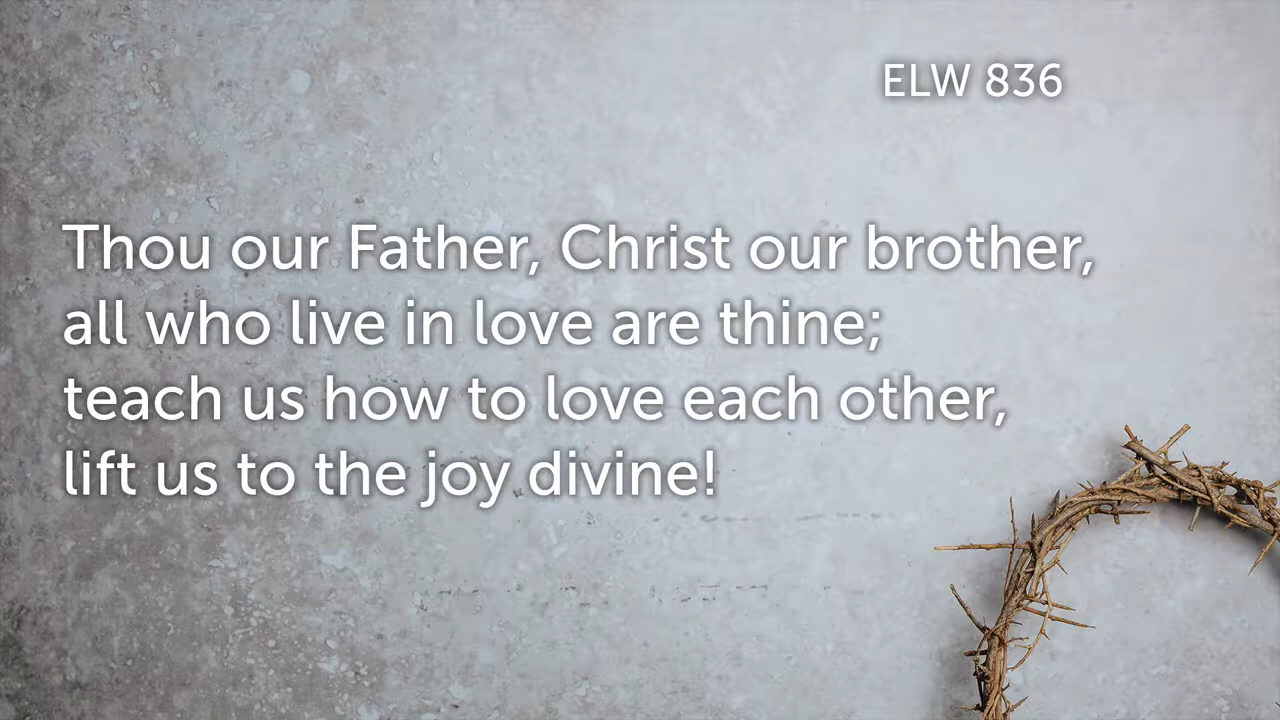 ELW 836
Thou our Father, Christ our brother,
all who live in love are thine;
teach us how to love each other,
lift us to the joy divine!